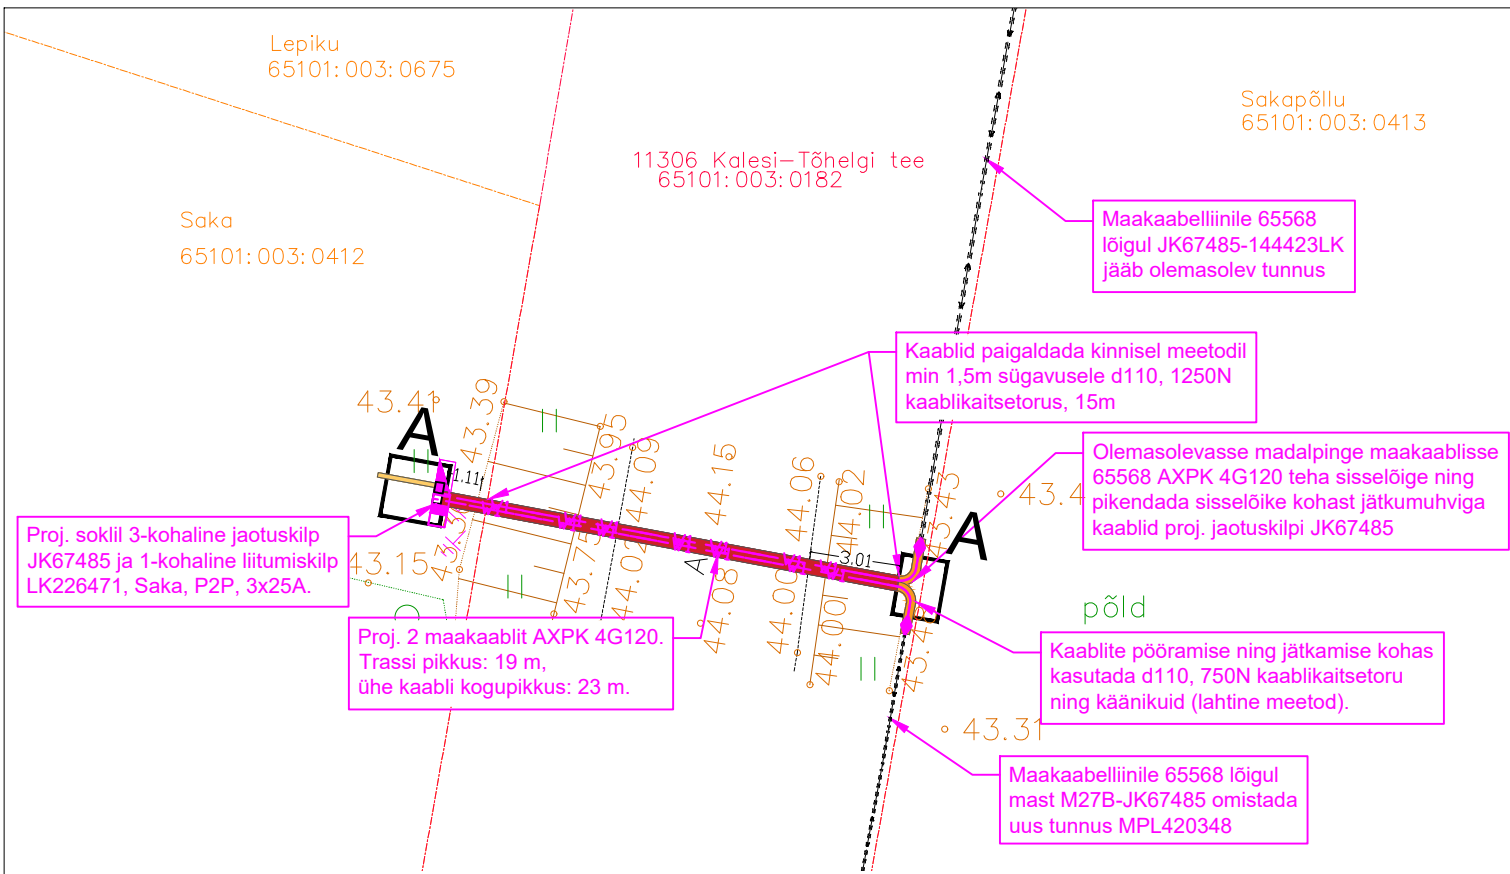 Lepiku
65101:003:0675
Sakapõllu
65101:003:0413
11306 Kalesi-Tõhelgi tee
65101:003:0182
Saka
65101:003:0412
Maakaabelliinile 65568
lõigul JK67485-144423LK
jääb olemasolev tunnus
Kaablid paigaldada kinnisel meetodil
min 1,5m sügavusele d110, 1250N
kaablikaitsetorus, 15m
Olemasolevasse madalpinge maakaablisse
65568 AXPK 4G120 teha sisselõige ning
pikendada sisselõike kohast jätkumuhviga
kaablid proj. jaotuskilpi JK67485
43.41
43.39
43.95
44.09
44.15
44.06
44.02
43.43
A
1.11
A
3.01
A
Proj. soklil 3-kohaline jaotuskilp
JK67485 ja 1-kohaline liitumiskilp
LK226471, Saka, P2P, 3x25A.
43.15
43.75
44.02
44.08
44.00
44.00
põld
Proj. 2 maakaablit AXPK 4G120.
Trassi pikkus: 19 m,
ühe kaabli kogupikkus: 23 m.
Kaablite pööramise ning jätkamise kohas
kasutada d110, 750N kaablikaitsetoru
ning käänikuid (lahtine meetod).
43.31
Maakaabelliinile 65568 lõigul
mast M27B-JK67485 omistada
uus tunnus MPL420348